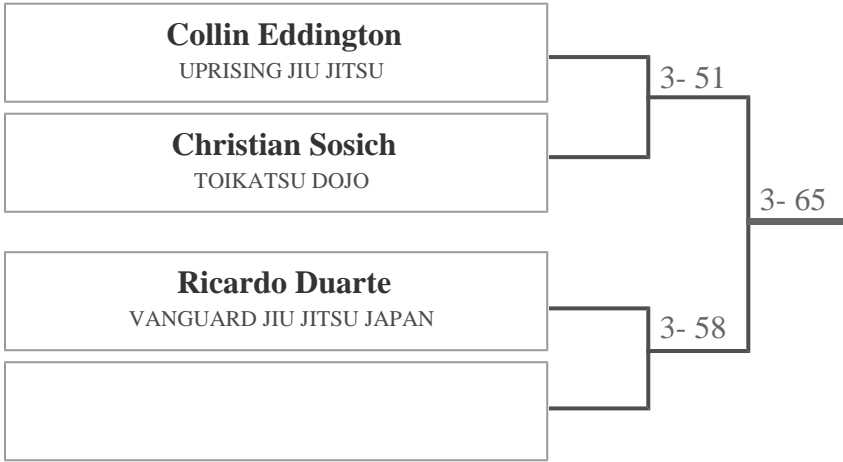 Collin Eddington
UPRISING JIU JITSU
3- 51
Christian Sosich
TOIKATSU DOJO
3- 65
Ricardo Duarte
VANGUARD JIU JITSU JAPAN
3- 58